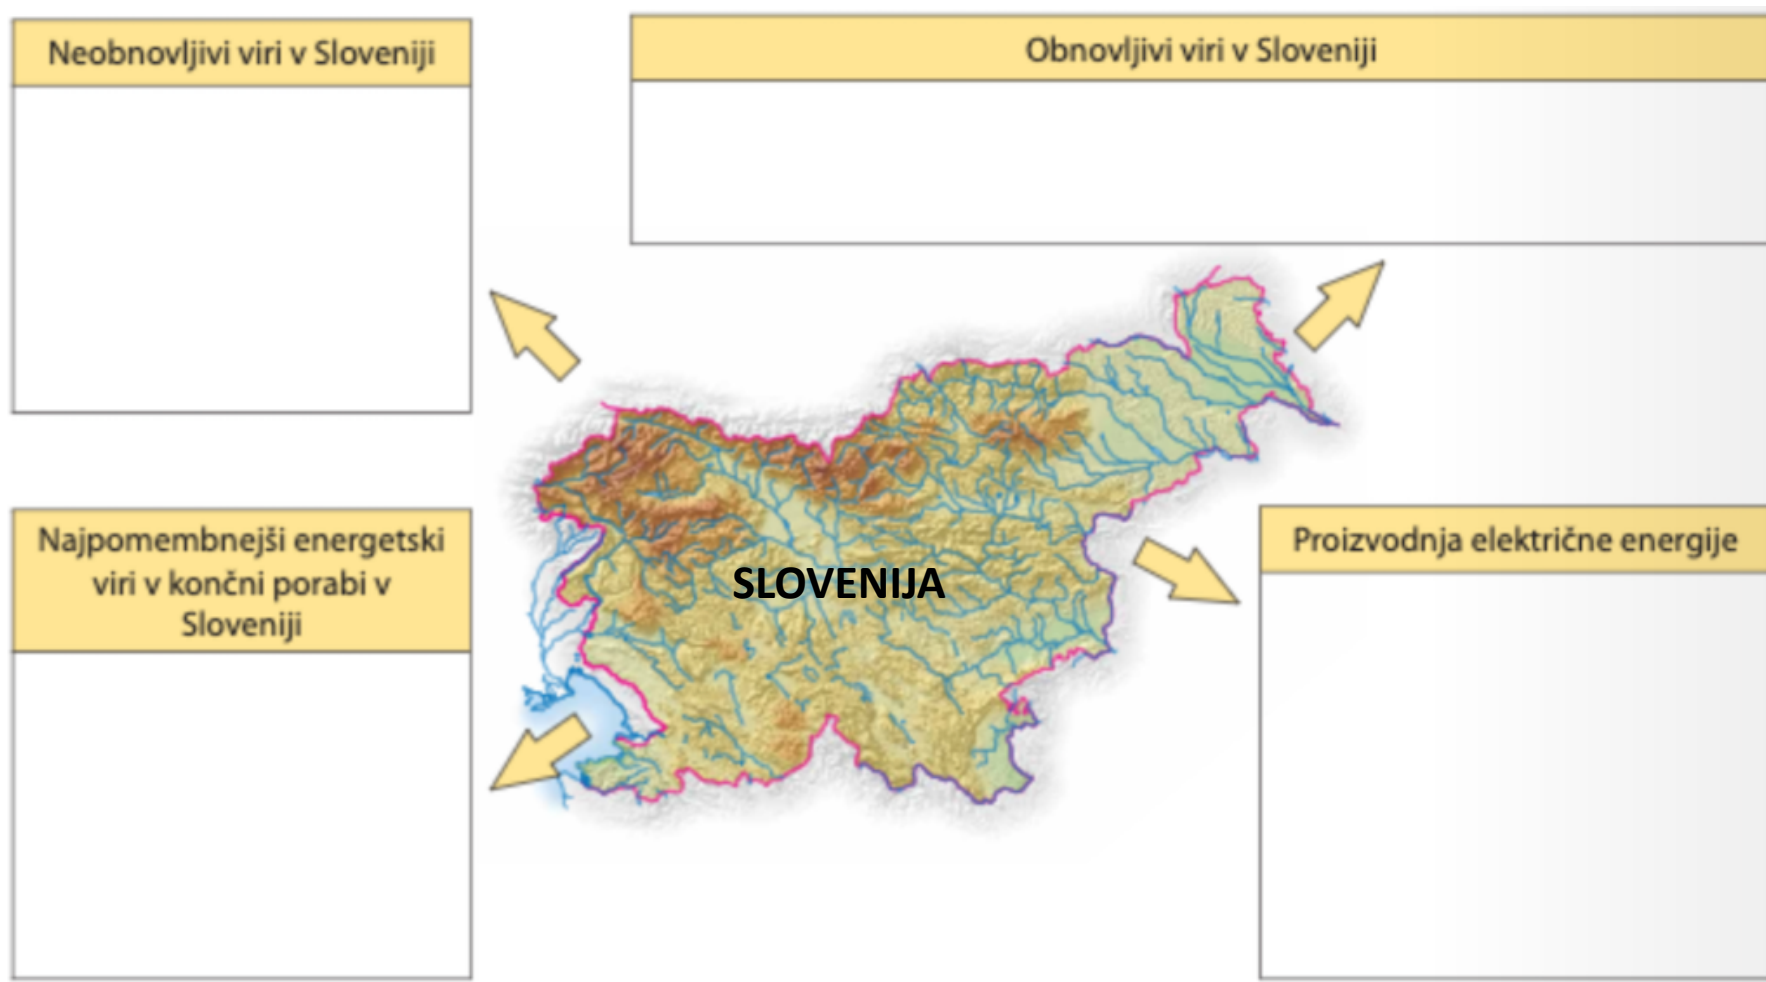 Neobnovljivi viri v Sloveniji
Obnovljivi viri v Sloveniji
Najpomembnejši energetski
viri v končni porabi v
Sloveniji
SLOVENIJA
Proizvodnja električne energije